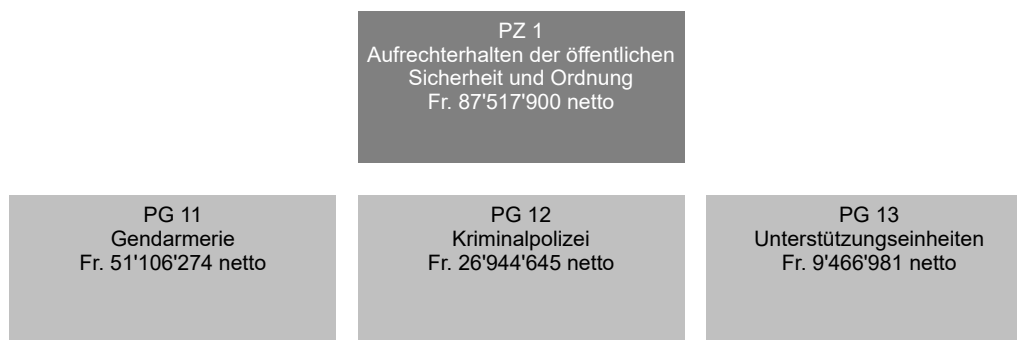 PZ 1
Aufrechterhalten der öffentlichen
Sicherheit und Ordnung
Fr. 87'517'900 netto
PG 11
Gendarmerie
Fr. 51'106'274 netto
PG 12
Kriminalpolizei
Fr. 26'944'645 netto
PG 13
Unterstützungseinheiten
Fr. 9'466'981 netto